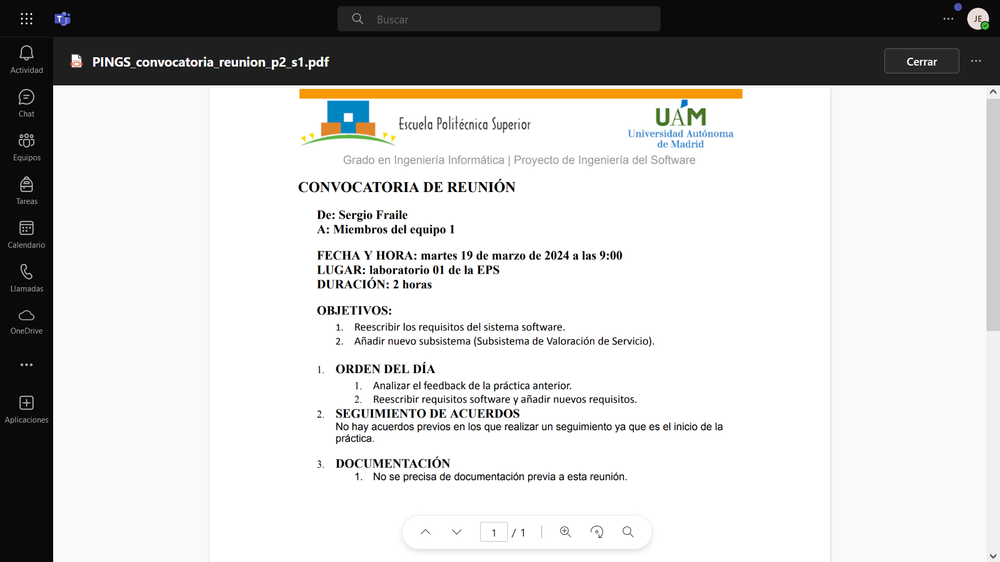 Buscar
JE
Actividad
Chat
Equipos
Tareas
Calendario
Llamadas
OneDrive
Aplicaciones
PINGS_convocatoria_reunion_p2_s1.pdf
Cerrar
Escuela Politécnica Superior
UAM
Universidad Autónoma
de Madrid
Grado en Ingeniería Informática | Proyecto de Ingeniería del Software
CONVOCATORIA DE REUNIÓN
De: Sergio Fraile
A: Miembros del equipo 1
FECHA Y HORA: martes 19 de marzo de 2024 a las 9:00
LUGAR: laboratorio 01 de la EPS
DURACIÓN: 2 horas
OBJETIVOS:
1. Reescribir los requisitos del sistema software.
2. Añadir nuevo subsistema (Subsistema de Valoración de Servicio).
1. ORDEN DEL DÍA
1. Analizar el feedback de la práctica anterior.
2. Reescribir requisitos software y añadir nuevos requisitos.
2. SEGUIMIENTO DE ACUERDOS
No hay acuerdos previos en los que realizar un seguimiento ya que es el inicio de la
práctica.
3. DOCUMENTACIÓN
1. No se precisa de documentación previa a esta reunión.
1 / 1